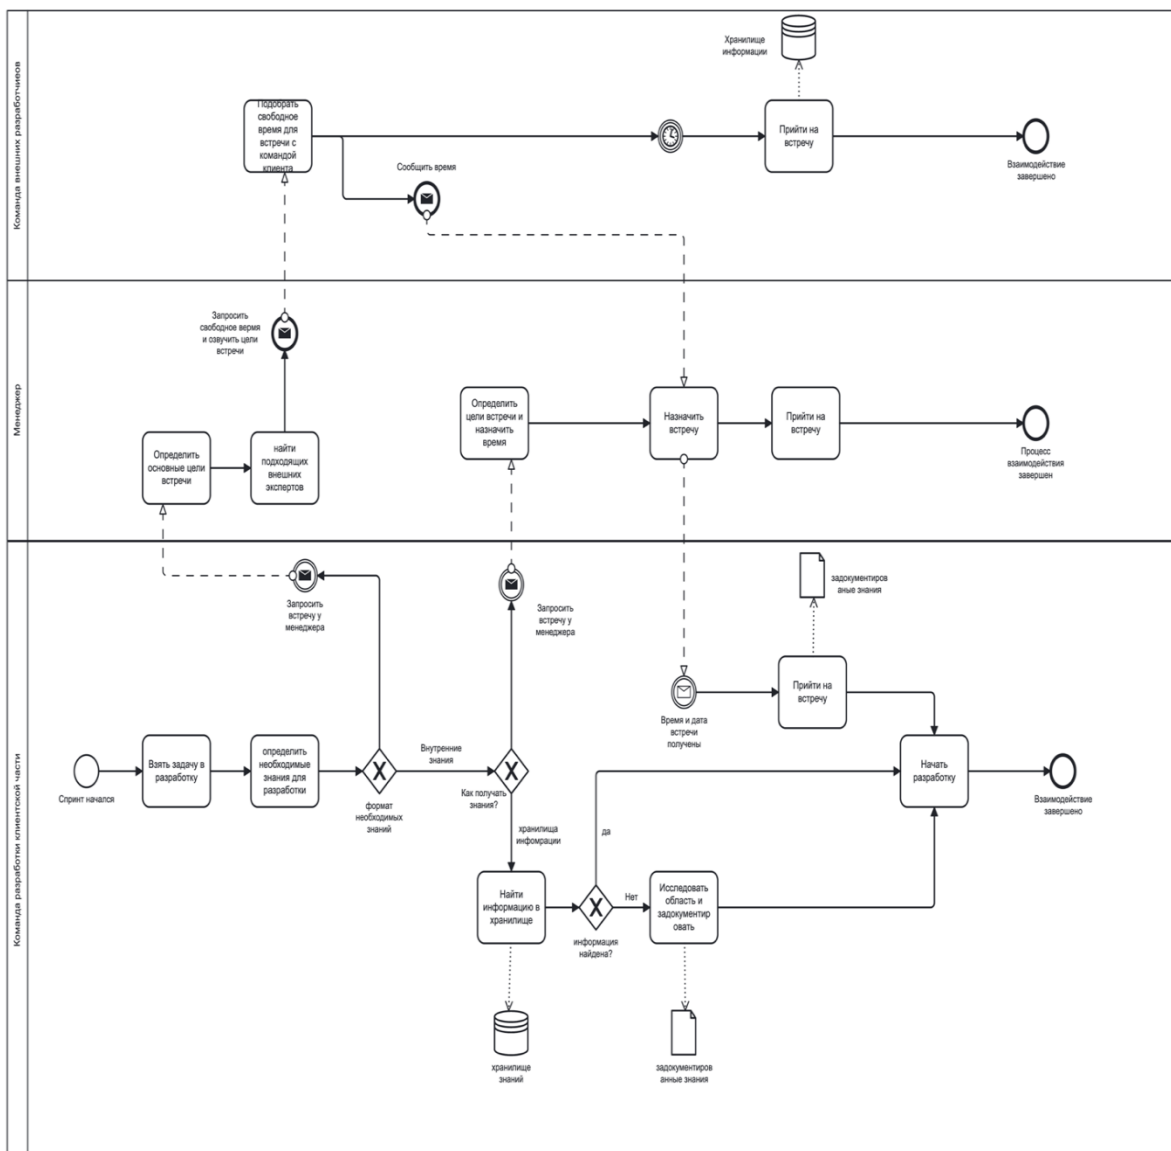 Команда внешних разработчиеов
Хранилище
информации
Подобрать
свободное
время для
встречи с
командой
клиента
Сообщить время
Прийти на
встречу
Взаимодействие
завершено
Менеджер
Запросить
свободное вермя
и озвучить цели
встречи
Определить
основные цели
встречи
найти
подходящих
внешних
экспертов
Определить
цели встречи и
назначить
время
Назначить
встречу
Прийти на
встречу
Процесс
взаимодействия
завершен
Команда разработки клиентской части
Запросить
встречу у
менеджера
Запросить
встречу у
менеджера
задокументиров
аные знания
Прийти на
встречу
Время и дата
встречи
получены
Спринт начался
Взять задачу в
разработку
определить
необходимые
знания для
разработки
формат
необходимых
знаний
Внутренние
знания
Как получать
знания?
Начать
разработку
Взаимодействие
завершено
хранилища
инфомрации
да
Найти
информацию в
хранилище
информация
найдена?
Нет
Исследовать
область и
задокументир
овать
хранилище
знаний
задокументиров
анные знания